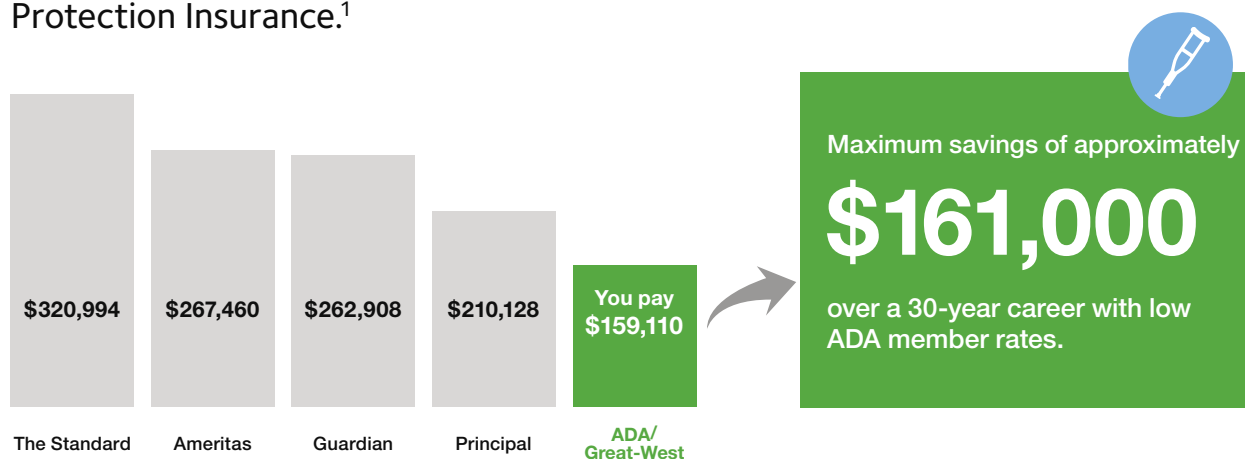 Protection Insurance.¹
$320,994
$267,460
$262,908
$210,128
You pay
$159,110
The Standard
Ameritas
Guardian
Principal
ADA/
Great-West
Maximum savings of approximately
$161,000
over a 30-year career with low
ADA member rates.